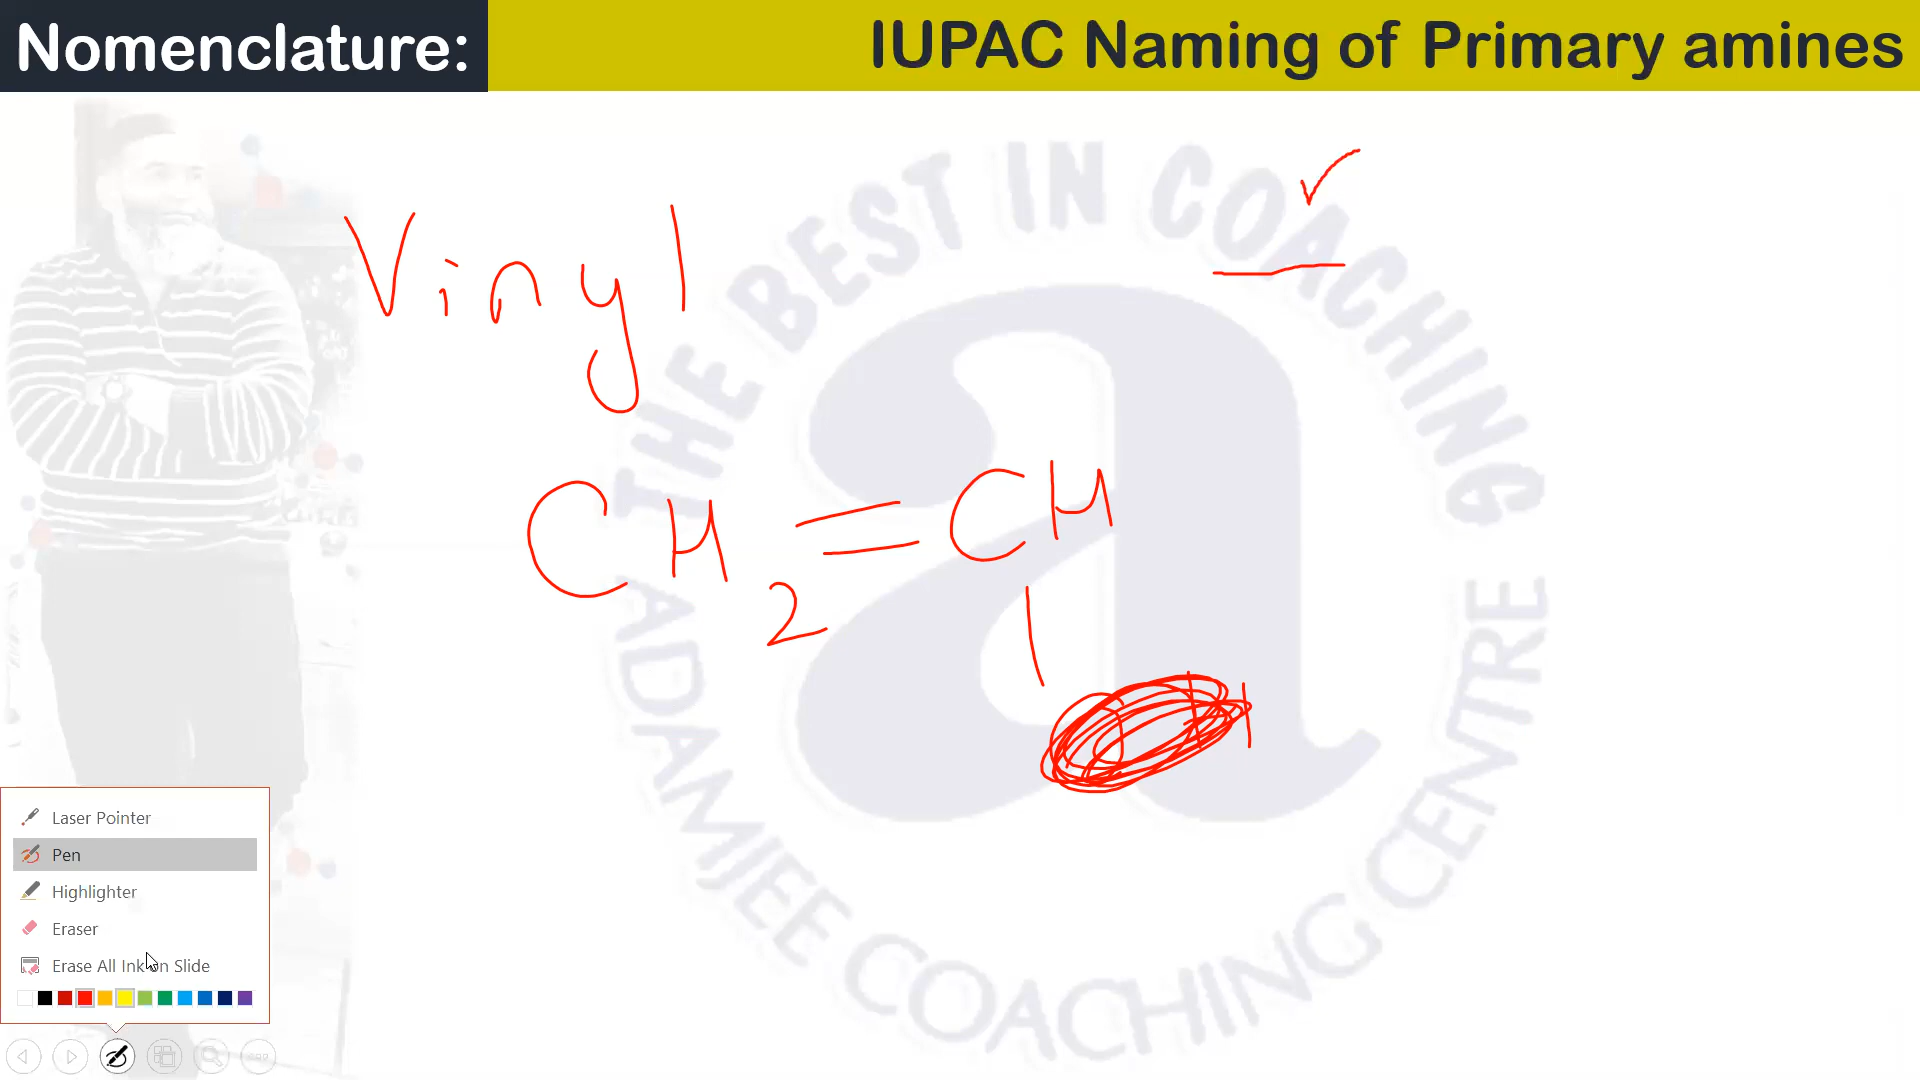 Nomenclature: IUPAC Naming of Primary amines
THE BEST IN COACHING
Vinyl
CH2=CH
ADAMJEE COACHING CENTRE
a
Laser Pointer
Pen
Highlighter
Eraser
Erase All Ink on Slide